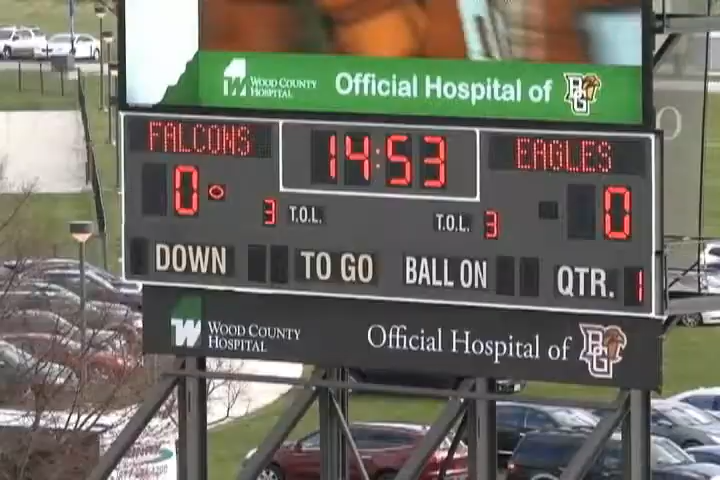 WOOD COUNTY
HOSPITAL
Official Hospital of BG
FALCONS 14:53 EAGLES
0 3 T.O.L. T.O.L. 3 0
DOWN TO GO BALL ON QTR. 1
WOOD COUNTY
HOSPITAL
Official Hospital of BG